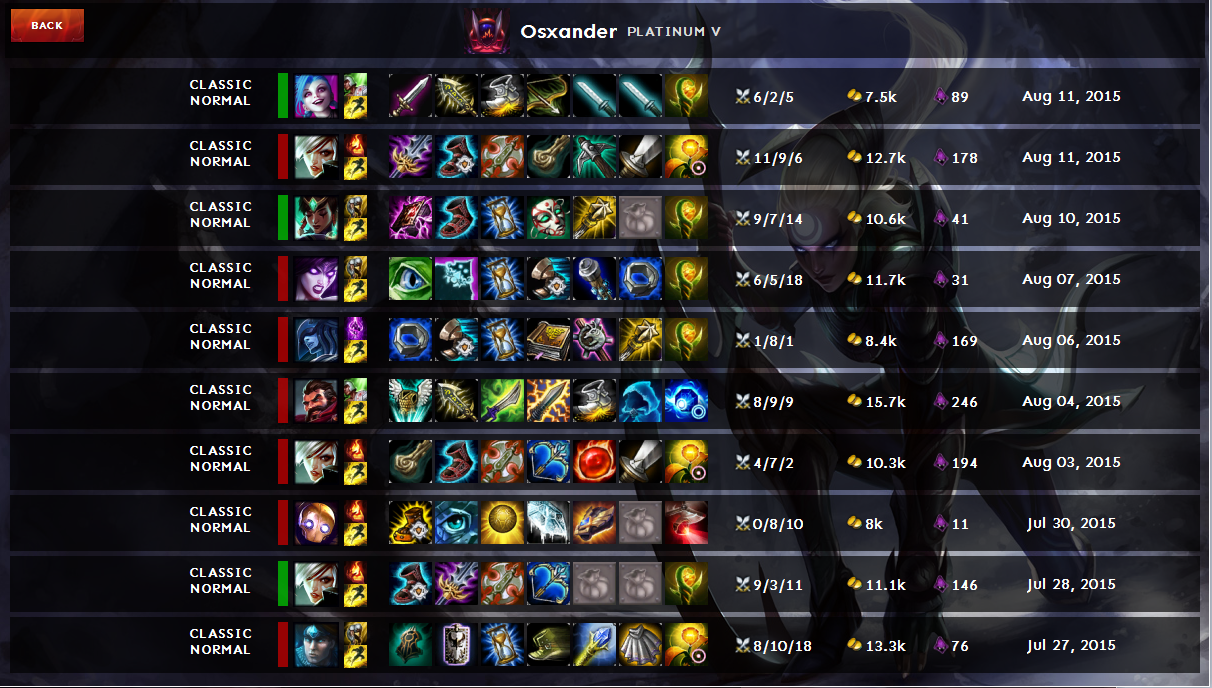 BACK
Osxander PLATINUM V
CLASSIC
NORMAL
6/2/5 7.5k 89 Aug 11, 2015
CLASSIC
NORMAL
11/9/6 12.7k 178 Aug 11, 2015
CLASSIC
NORMAL
9/7/14 10.6k 41 Aug 10, 2015
CLASSIC
NORMAL
6/5/18 11.7k 31 Aug 07, 2015
CLASSIC
NORMAL
1/8/1 8.4k 169 Aug 06, 2015
CLASSIC
NORMAL
8/9/9 15.7k 246 Aug 04, 2015
CLASSIC
NORMAL
4/7/2 10.3k 194 Aug 03, 2015
CLASSIC
NORMAL
0/8/10 8k 11 Jul 30, 2015
CLASSIC
NORMAL
9/3/11 11.1k 146 Jul 28, 2015
CLASSIC
NORMAL
8/10/18 13.3k 76 Jul 27, 2015